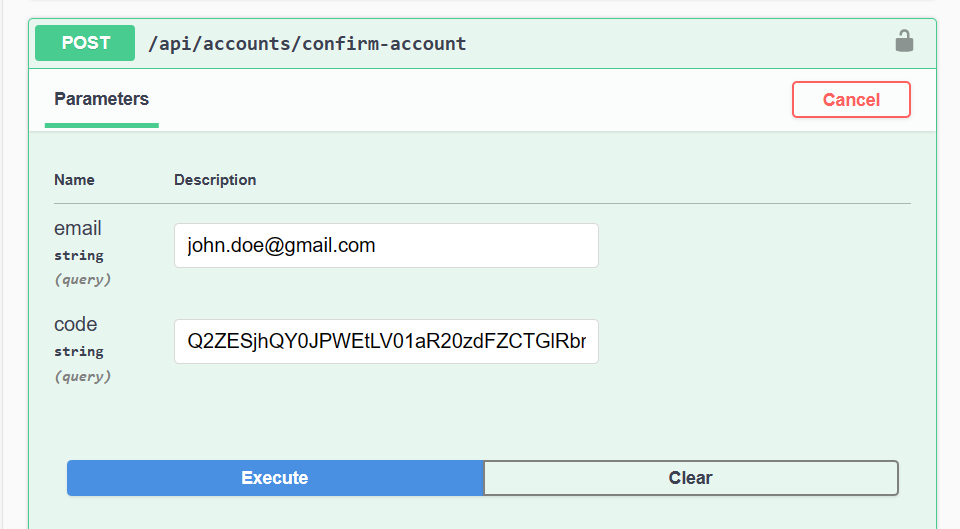 POST /api/accounts/confirm-account
Parameters
Cancel
Name Description
email
string
(query)
john.doe@gmail.com
code
string
(query)
Q2ZESjhQY0JPWEtLV01aR20zdFZCTGlRbr
Execute Clear